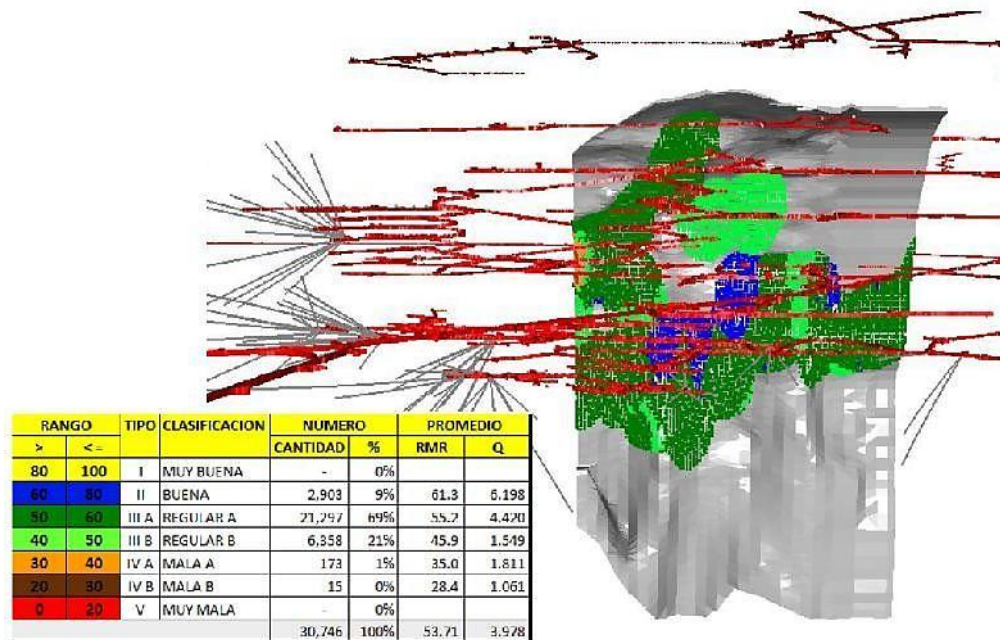 RANGO TIPO CLASIFICACION NUMERO PROMEDIO
> <= CANTIDAD % RMR Q
80 100 I MUY BUENA - 0%
60 80 II BUENA 2,903 9% 61.3 6.198
50 60 III A REGULAR A 21,297 69% 55.2 4.420
40 50 III B REGULAR B 6,358 21% 45.9 1.549
30 40 IV A MALA A 173 1% 35.0 1.811
20 30 IV B MALA B 15 0% 28.4 1.061
0 20 V MUY MALA - 0%
30,746 100% 53.71 3.978